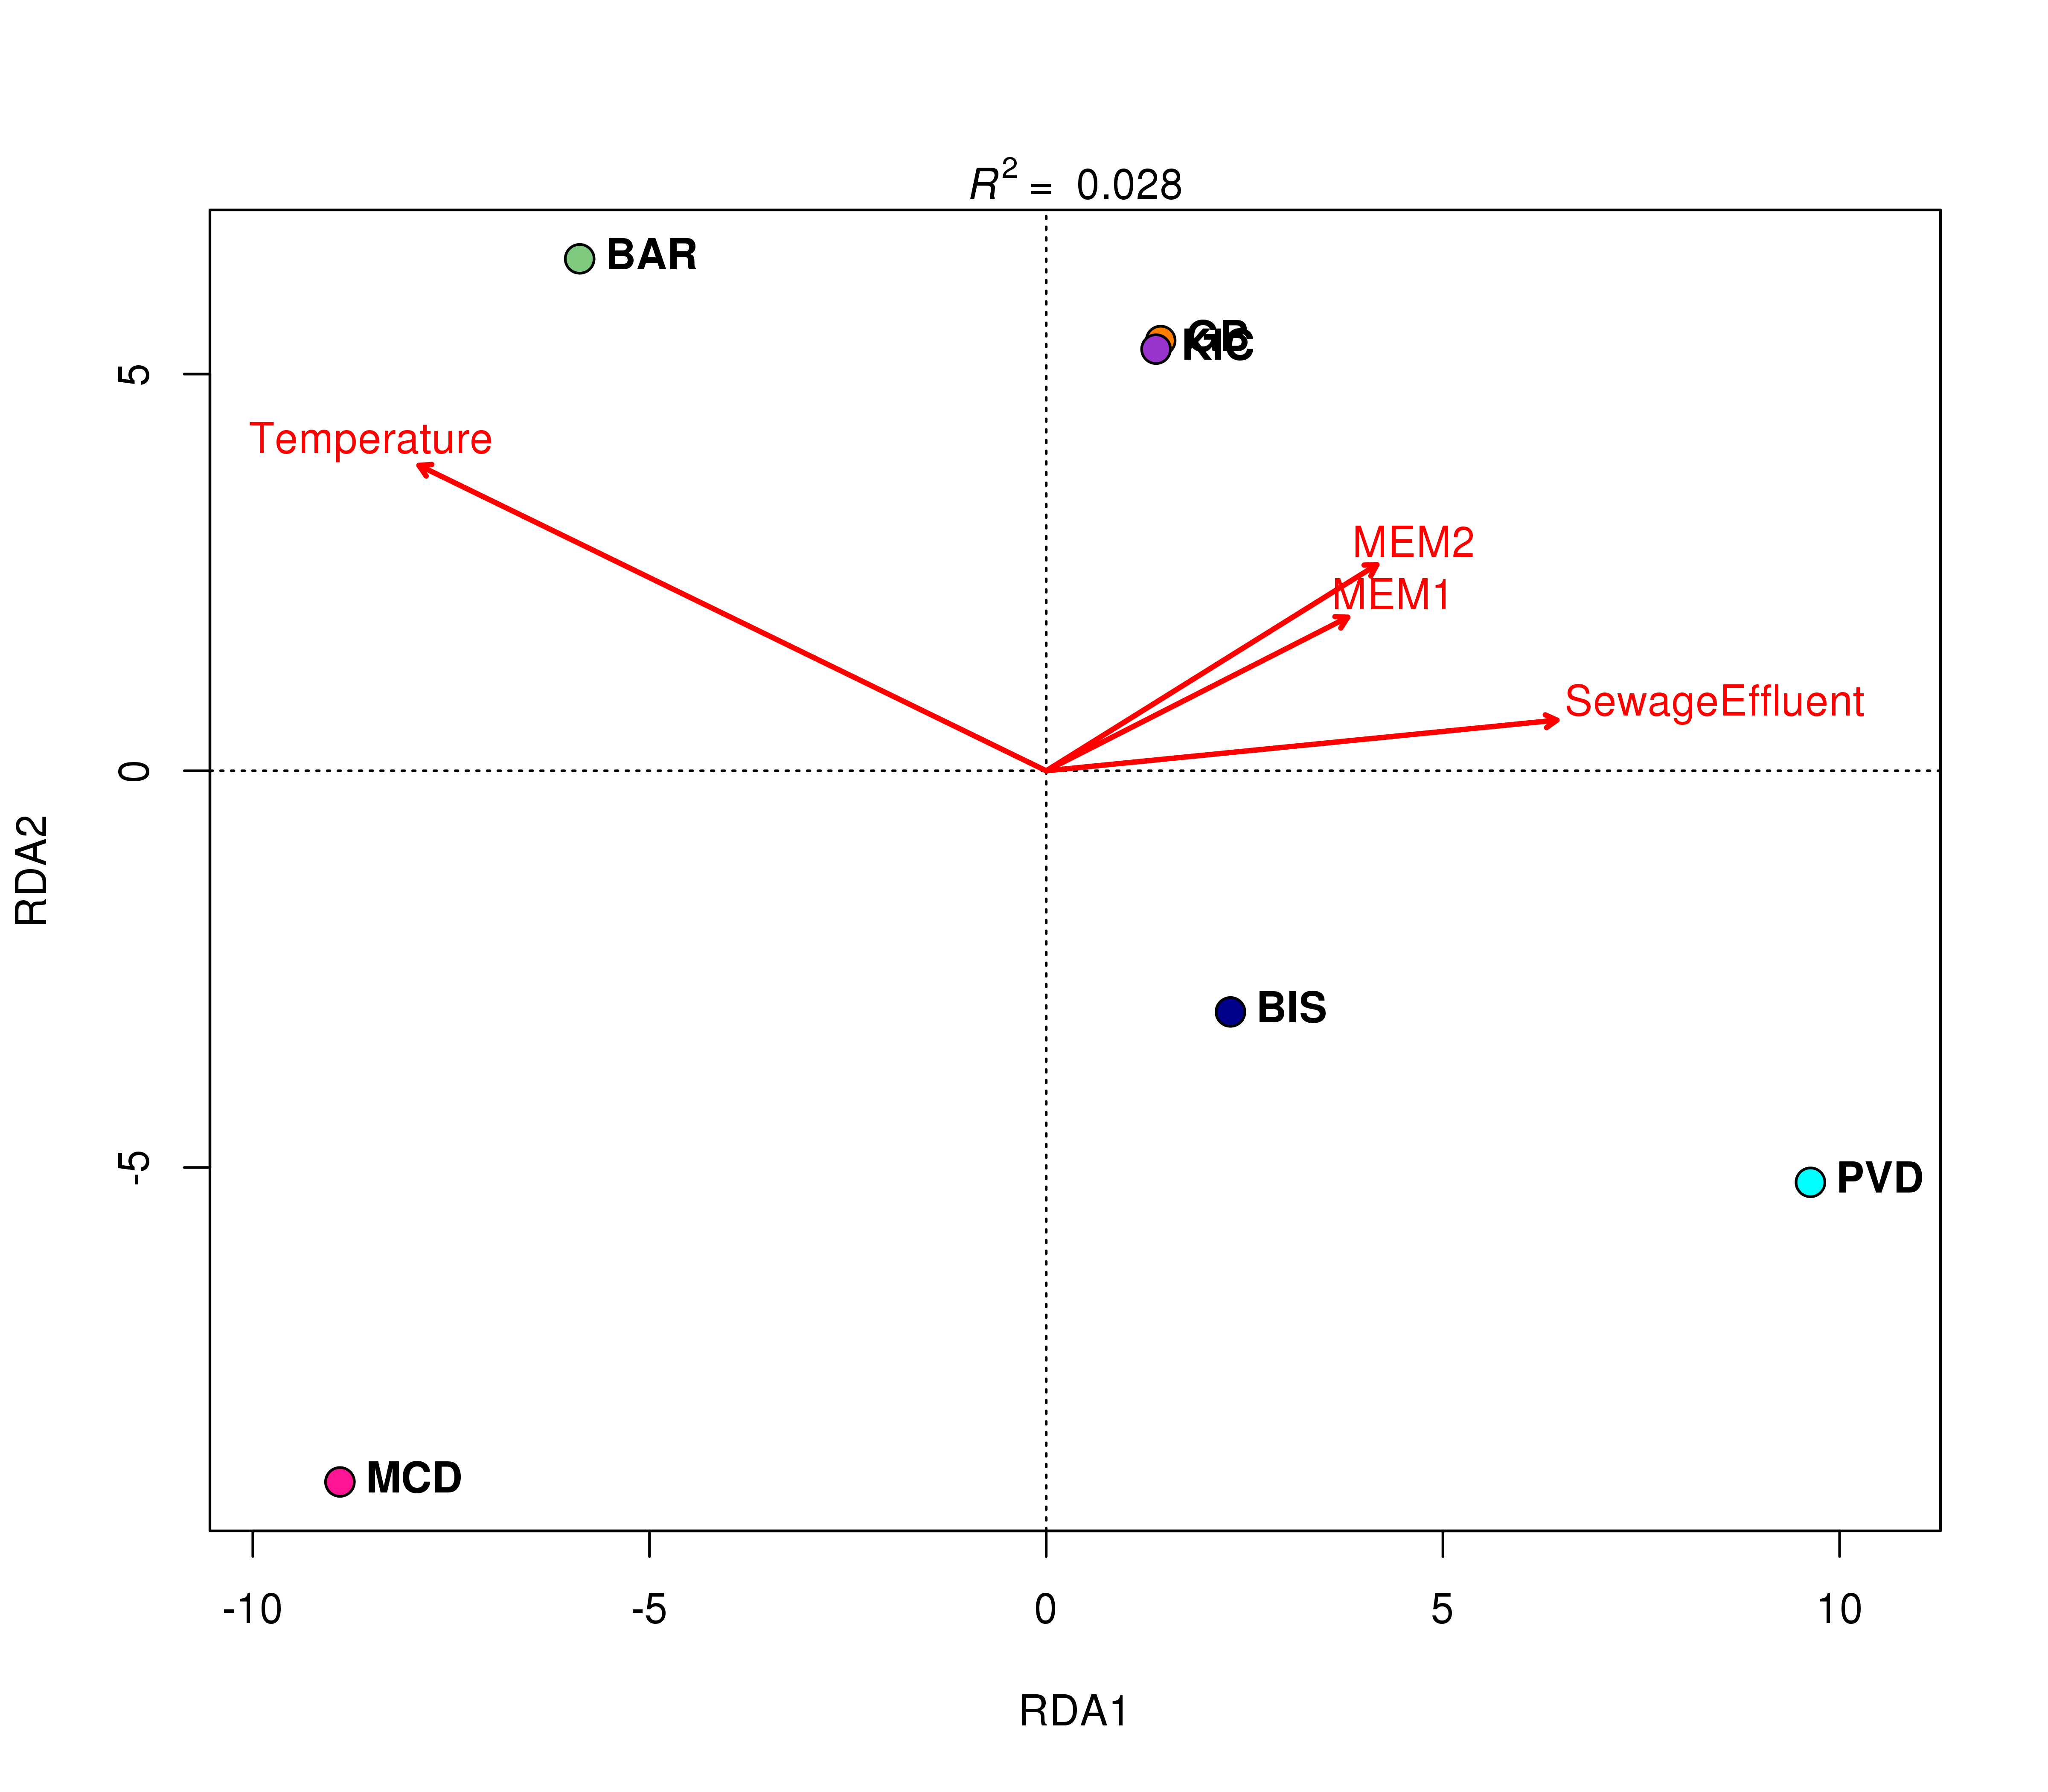 R² = 0.028
BAR
5
Temperature
MEM2
MEM1
SewageEffluent
0
RDA2
BIS
-5
PVD
MCD
-10 -5 0 5 10
RDA1